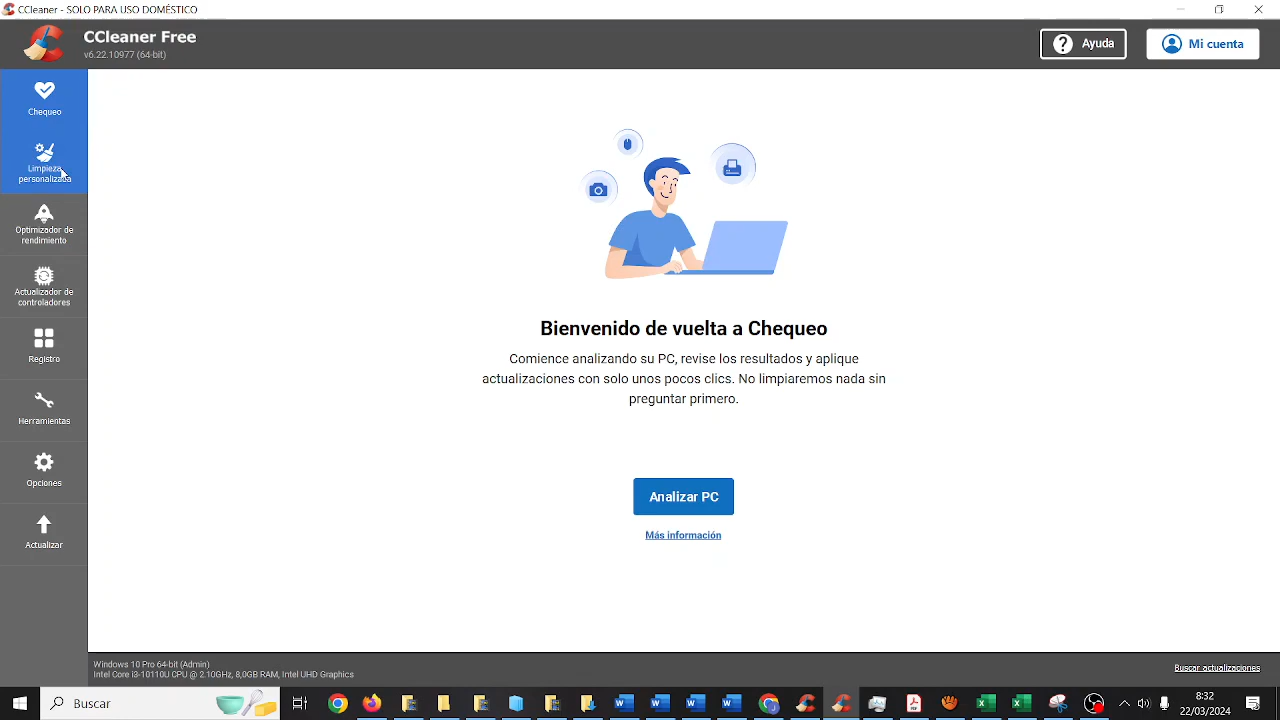 CCleaner - SOLO PARA USO DOMÉSTICO
CCleaner Free
v6.22.10977 (64-bit)
Ayuda
Mi cuenta
Chequeo
Limpieza
personalizada
Optimizador de
rendimiento
Actualizador de
controladores
Registro
Herramientas
Opciones
Actualizar
Bienvenido de vuelta a Chequeo
Comience analizando su PC, revise los resultados y aplique
actualizaciones con solo unos pocos clics. No limpiaremos nada sin
preguntar primero.
Analizar PC
Más información
Windows 10 Pro 64-bit (Admin)
Intel Core i3-10110U CPU @ 2.10GHz, 8,0GB RAM, Intel UHD Graphics
Buscar actualizaciones
Buscar
8:32
22/03/2024